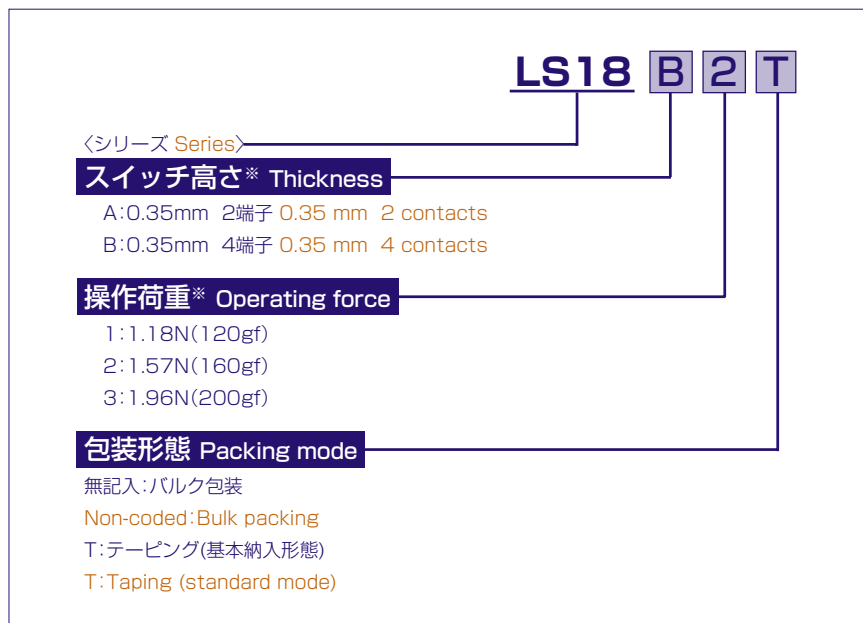 LS18 B 2 T
〈シリーズ Series〉
スイッチ高さ※ Thickness
A:0.35mm 2端子 0.35 mm 2 contacts
B:0.35mm 4端子 0.35 mm 4 contacts
操作荷重※ Operating force
1:1.18N(120gf)
2:1.57N(160gf)
3:1.96N(200gf)
包装形態 Packing mode
無記入:バルク包装
Non-coded:Bulk packing
T:テーピング(基本納入形態)
T:Taping (standard mode)